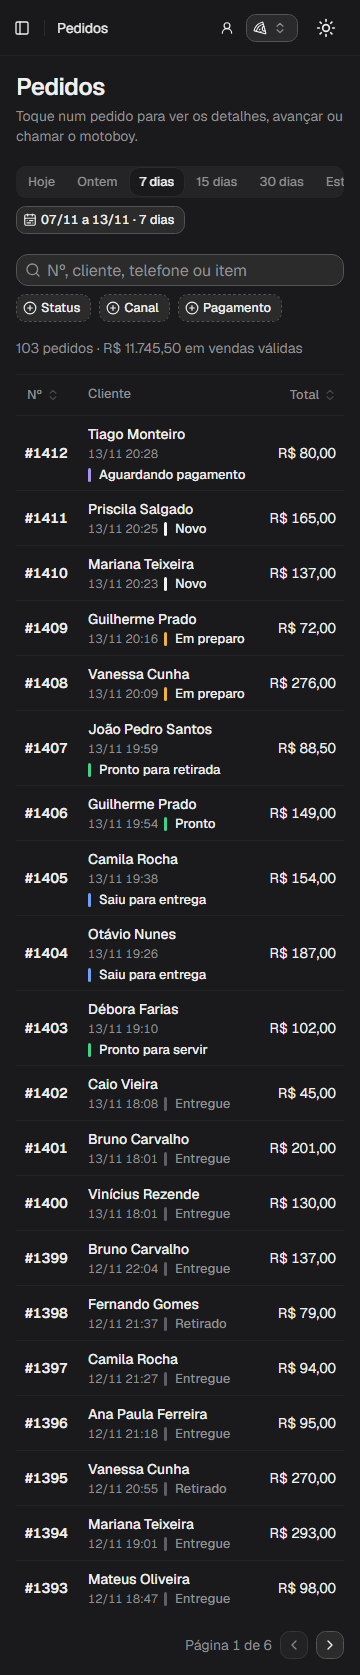 Pedidos
Pedidos
Toque num pedido para ver os detalhes, avançar ou
chamar o motoboy.
Hoje Ontem 7 dias 15 dias 30 dias Est
07/11 a 13/11 · 7 dias
Nº, cliente, telefone ou item
Status Canal Pagamento
103 pedidos · R$ 11.745,50 em vendas válidas
Nº Cliente Total
Tiago Monteiro
#1412 13/11 20:28 R$ 80,00
Aguardando pagamento
Priscila Salgado
#1411 R$ 165,00
13/11 20:25 Novo
Mariana Teixeira
#1410 R$ 137,00
13/11 20:23 Novo
Guilherme Prado
#1409 R$ 72,00
13/11 20:16 Em preparo
Vanessa Cunha
#1408 R$ 276,00
13/11 20:09 Em preparo
João Pedro Santos
#1407 13/11 19:59 R$ 88,50
Pronto para retirada
Guilherme Prado
#1406 R$ 149,00
13/11 19:54 Pronto
Camila Rocha
#1405 13/11 19:38 R$ 154,00
Saiu para entrega
Otávio Nunes
#1404 13/11 19:26 R$ 187,00
Saiu para entrega
Débora Farias
#1403 13/11 19:10 R$ 102,00
Pronto para servir
Caio Vieira
#1402 R$ 45,00
13/11 18:08 Entregue
Bruno Carvalho
#1401 R$ 201,00
13/11 18:01 Entregue
Vinícius Rezende
#1400 R$ 130,00
13/11 18:01 Entregue
Bruno Carvalho
#1399 R$ 137,00
12/11 22:04 Entregue
Fernando Gomes
#1398 R$ 79,00
12/11 21:37 Retirado
Camila Rocha
#1397 R$ 94,00
12/11 21:27 Entregue
Ana Paula Ferreira
#1396 R$ 95,00
12/11 21:18 Entregue
Vanessa Cunha
#1395 R$ 270,00
12/11 20:55 Retirado
Mariana Teixeira
#1394 R$ 293,00
12/11 19:01 Entregue
Mateus Oliveira
#1393 R$ 98,00
12/11 18:47 Entregue
Página 1 de 6